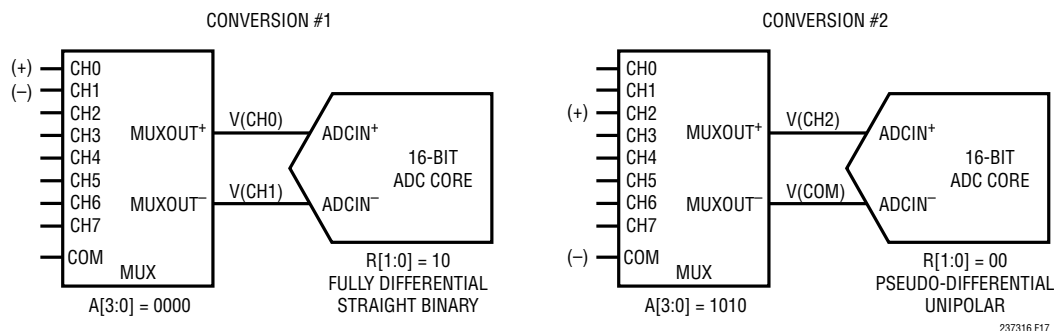 CONVERSION #1
(+) CH0
(–) CH1
CH2
CH3
CH4
CH5
CH6
CH7
COM
MUXOUT+
MUXOUT–
MUX
A[3:0] = 0000
V(CH0)
V(CH1)
ADCIN+
ADCIN–
16-BIT
ADC CORE
R[1:0] = 10
FULLY DIFFERENTIAL
STRAIGHT BINARY
CONVERSION #2
CH0
CH1
(+) CH2
CH3
CH4
CH5
CH6
CH7
(–) COM
MUXOUT+
MUXOUT–
MUX
A[3:0] = 1010
V(CH2)
V(COM)
ADCIN+
ADCIN–
16-BIT
ADC CORE
R[1:0] = 00
PSEUDO-DIFFERENTIAL
UNIPOLAR
237316 F17